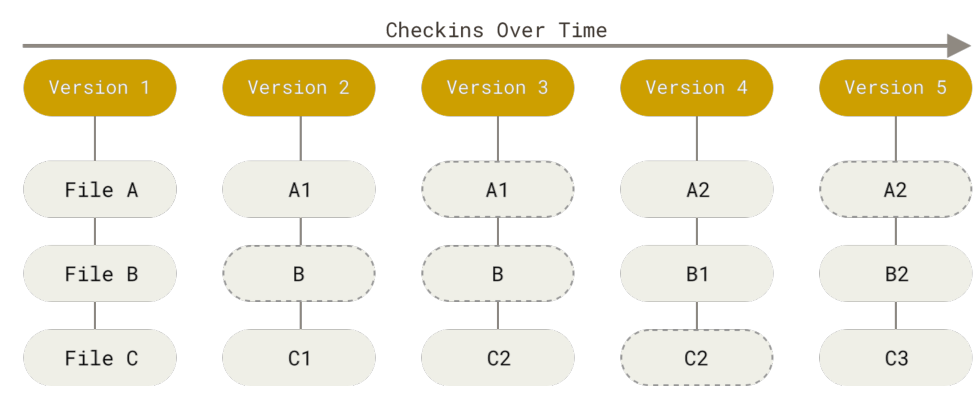 Checkins Over Time
Version 1 Version 2 Version 3 Version 4 Version 5
File A A1 A1 A2 A2
File B B B B1 B2
File C C1 C2 C2 C3